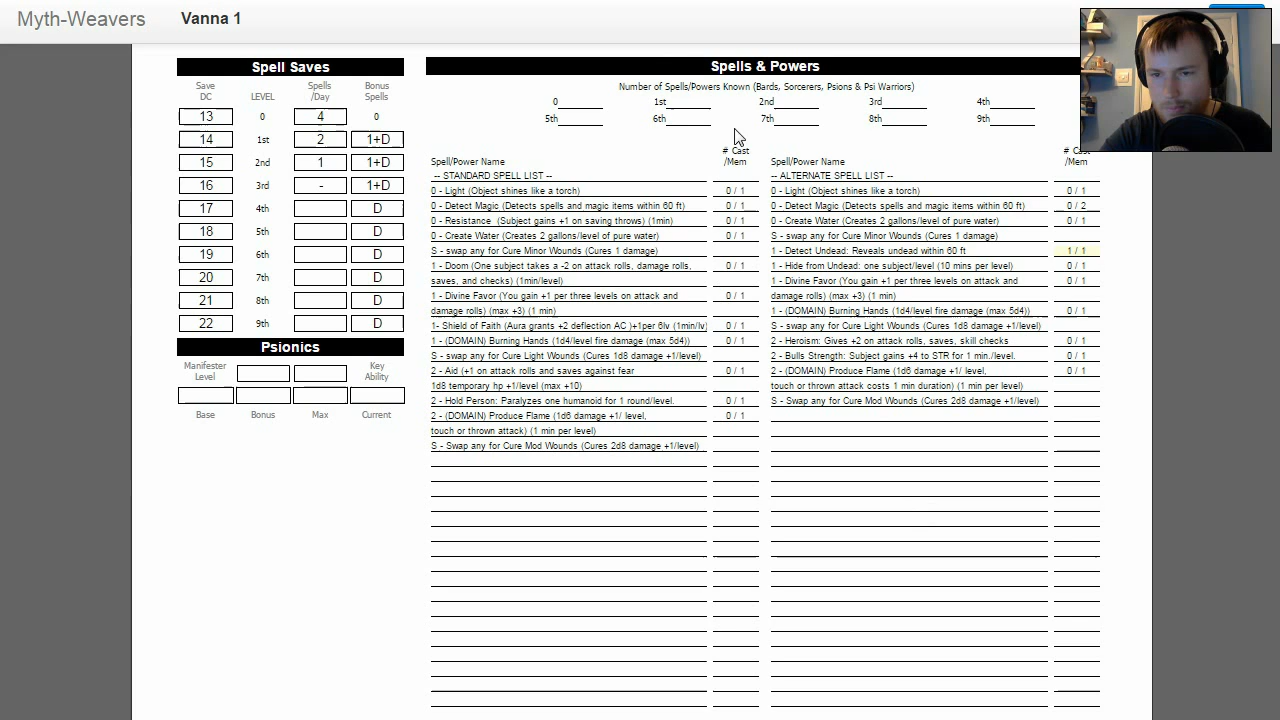 Myth-Weavers Vanna 1
Spell Saves
Save DC LEVEL Spells /Day Bonus Spells
13 0 4 0
14 1st 2 1+D
15 2nd 1 1+D
16 3rd - 1+D
17 4th D
18 5th D
19 6th D
20 7th D
21 8th D
22 9th D
Psionics
Manifester Level Key Ability
Base Bonus Max Current
Spells & Powers
Number of Spells/Powers Known (Bards, Sorcerers, Psions & Psi Warriors)
0 1st 2nd 3rd 4th
5th 6th 7th 8th 9th
Spell/Power Name # Cast /Mem
-- STANDARD SPELL LIST --
0 - Light (Object shines like a torch) 0 / 1
0 - Detect Magic (Detects spells and magic items within 60 ft) 0 / 1
0 - Resistance (Subject gains +1 on saving throws) (1min) 0 / 1
0 - Create Water (Creates 2 gallons/level of pure water) 0 / 1
S - swap any for Cure Minor Wounds (Cures 1 damage)
1 - Doom (One subject takes a -2 on attack rolls, damage rolls, 0 / 1
saves, and checks) (1min/level)
1 - Divine Favor (You gain +1 per three levels on attack and 0 / 1
damage rolls) (max +3) (1 min)
1- Shield of Faith (Aura grants +2 deflection AC )+1per 6lv (1min/lv) 0 / 1
1 - (DOMAIN) Burning Hands (1d4/level fire damage (max 5d4)) 0 / 1
S - swap any for Cure Light Wounds (Cures 1d8 damage +1/level)
2 - Aid (+1 on attack rolls and saves against fear 0 / 1
1d8 temporary hp +1/level (max +10)
2 - Hold Person: Paralyzes one humanoid for 1 round/level. 0 / 1
2 - (DOMAIN) Produce Flame (1d6 damage +1/ level, 0 / 1
touch or thrown attack) (1 min per level)
S - Swap any for Cure Mod Wounds (Cures 2d8 damage +1/level)
Spell/Power Name # Cast /Mem
-- ALTERNATE SPELL LIST --
0 - Light (Object shines like a torch) 0 / 1
0 - Detect Magic (Detects spells and magic items within 60 ft) 0 / 2
0 - Create Water (Creates 2 gallons/level of pure water) 0 / 1
S - swap any for Cure Minor Wounds (Cures 1 damage)
1 - Detect Undead: Reveals undead within 60 ft 1 / 1
1 - Hide from Undead: one subject/level (10 mins per level) 0 / 1
1 - Divine Favor (You gain +1 per three levels on attack and 0 / 1
damage rolls) (max +3) (1 min)
1 - (DOMAIN) Burning Hands (1d4/level fire damage (max 5d4)) 0 / 1
S - swap any for Cure Light Wounds (Cures 1d8 damage +1/level)
2 - Heroism: Gives +2 on attack rolls, saves, skill checks 0 / 1
2 - Bulls Strength: Subject gains +4 to STR for 1 min./level. 0 / 1
2 - (DOMAIN) Produce Flame (1d6 damage +1/ level, 0 / 1
touch or thrown attack costs 1 min duration) (1 min per level)
S - Swap any for Cure Mod Wounds (Cures 2d8 damage +1/level)